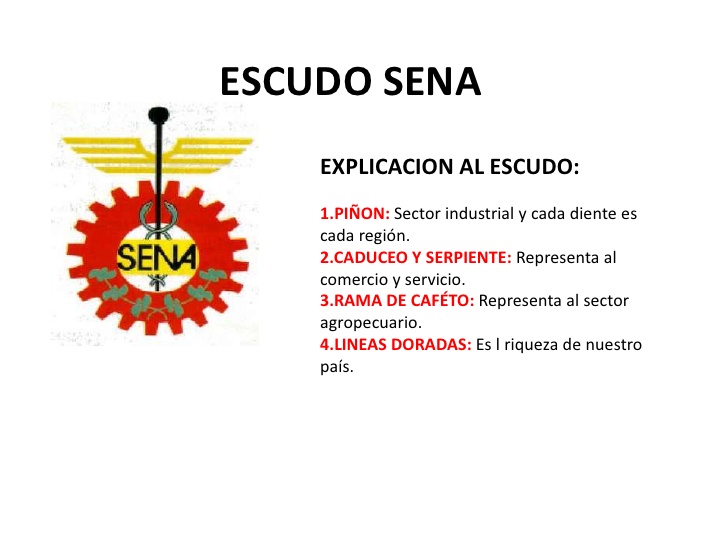 ESCUDO SENA
SENA
EXPLICACION AL ESCUDO:
1.PIÑON: Sector industrial y cada diente es
cada región.
2.CADUCEO Y SERPIENTE: Representa al
comercio y servicio.
3.RAMA DE CAFÉTO: Representa al sector
agropecuario.
4.LINEAS DORADAS: Es l riqueza de nuestro
país.